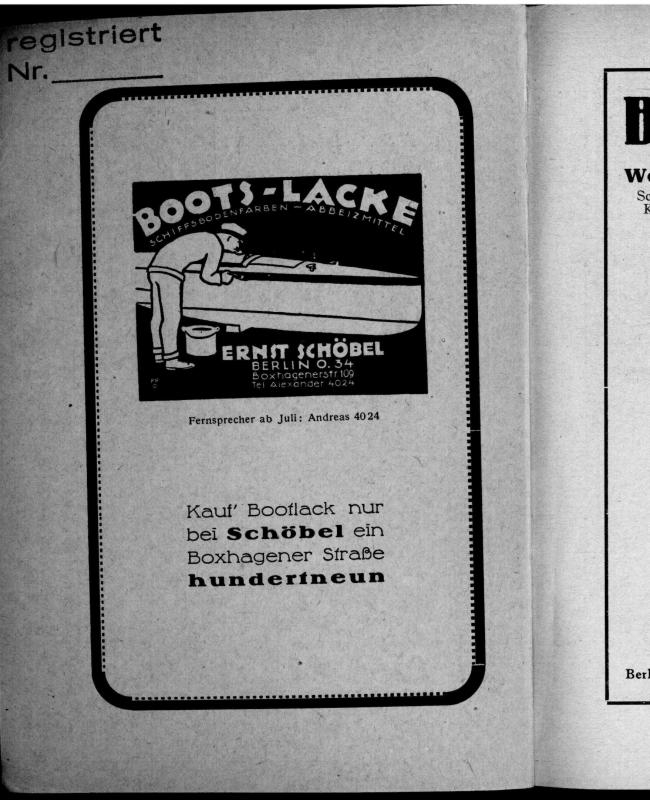 registriert
Nr.
BOOTS-LACKE
SCHIFFSBODENFARBEN - ABBEIZMITTEL
ERNST SCHÖBEL
BERLIN O.34
Boxhagenerstr 109
Tel Alexander 4024
Fernsprecher ab Juli: Andreas 4024
Kauf' Bootlack nur
bei Schöbel ein
Boxhagener Straße
hundertneun